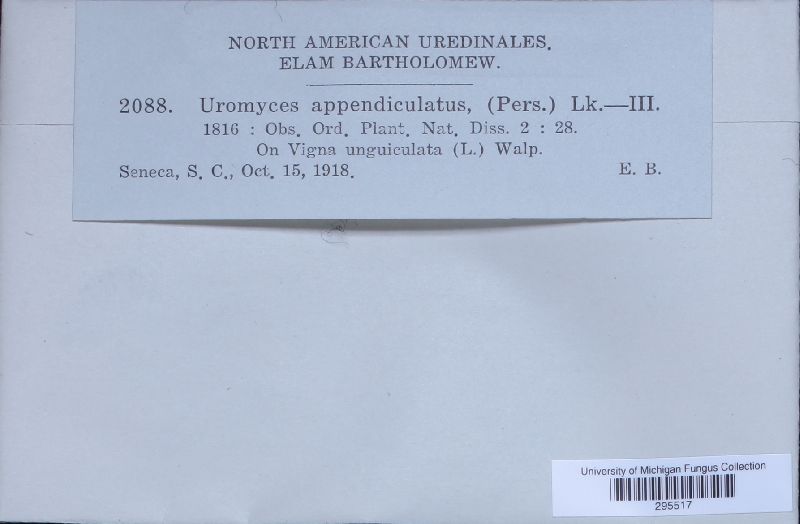 NORTH AMERICAN UREDINALES.
ELAM BARTHOLOMEW.
2088. Uromyces appendiculatus, (Pers.) Lk.—III.
1816 : Obs. Ord. Plant. Nat. Diss. 2 : 28.
On Vigna unguiculata (L.) Walp.
Seneca, S. C., Oct. 15, 1918. E. B.
University of Michigan Fungus Collection
295517